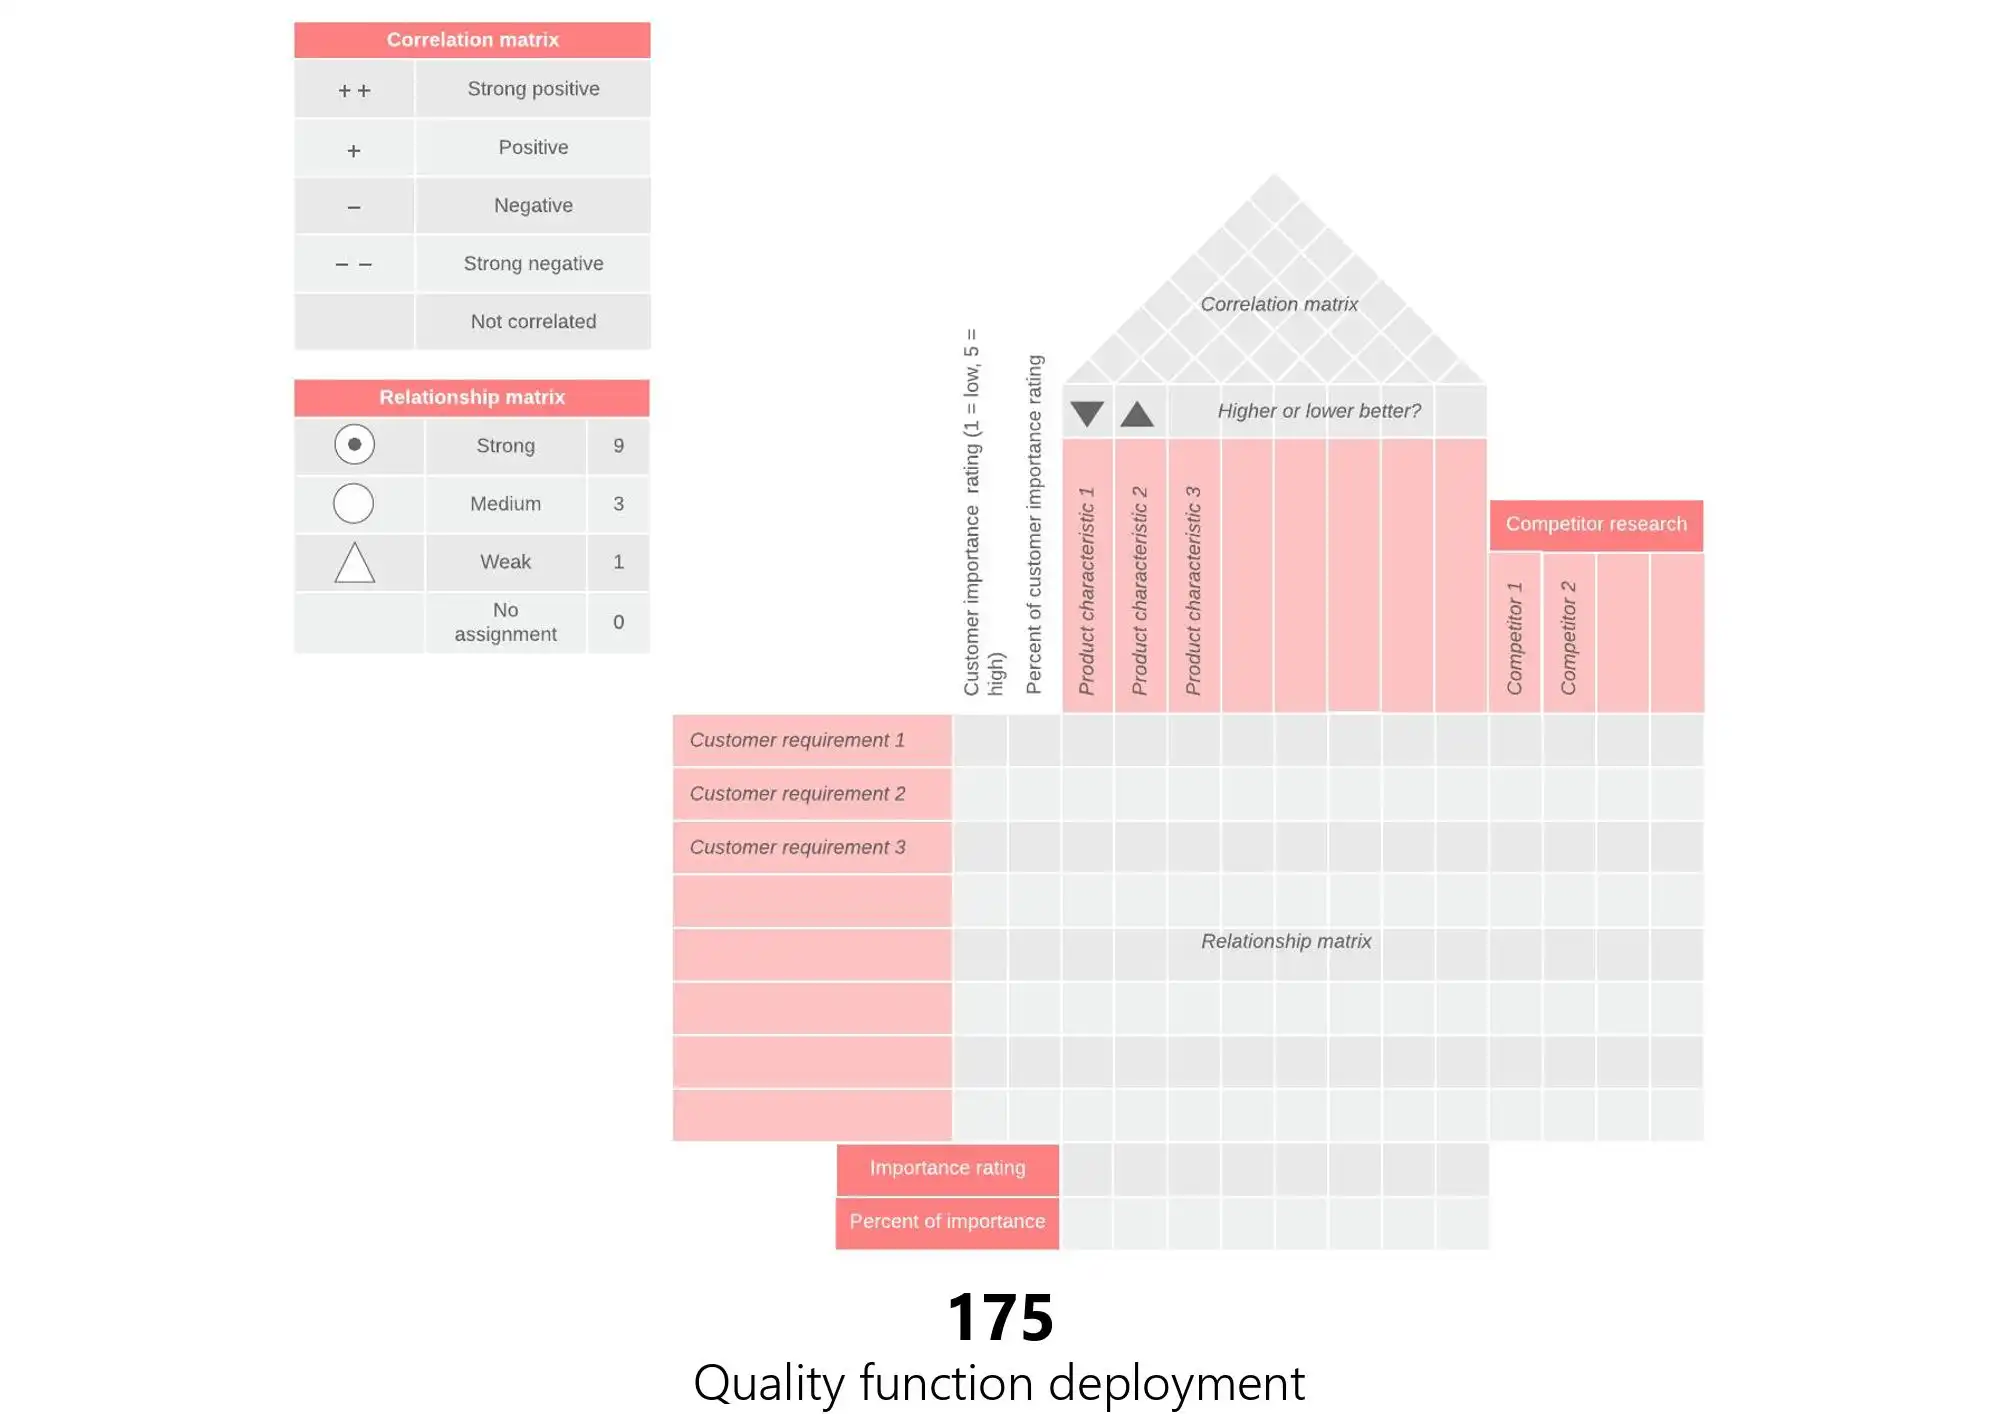 Correlation matrix
++ Strong positive
+ Positive
− Negative
− − Strong negative
Not correlated
Relationship matrix
Strong 9
Medium 3
Weak 1
No
assignment 0
Correlation matrix
Higher or lower better?
Customer importance rating (1 = low, 5 =
high)
Percent of customer importance rating
Product characteristic 1
Product characteristic 2
Product characteristic 3
Competitor research
Competitor 1
Competitor 2
Customer requirement 1
Customer requirement 2
Customer requirement 3
Relationship matrix
Importance rating
Percent of importance
175
Quality function deployment